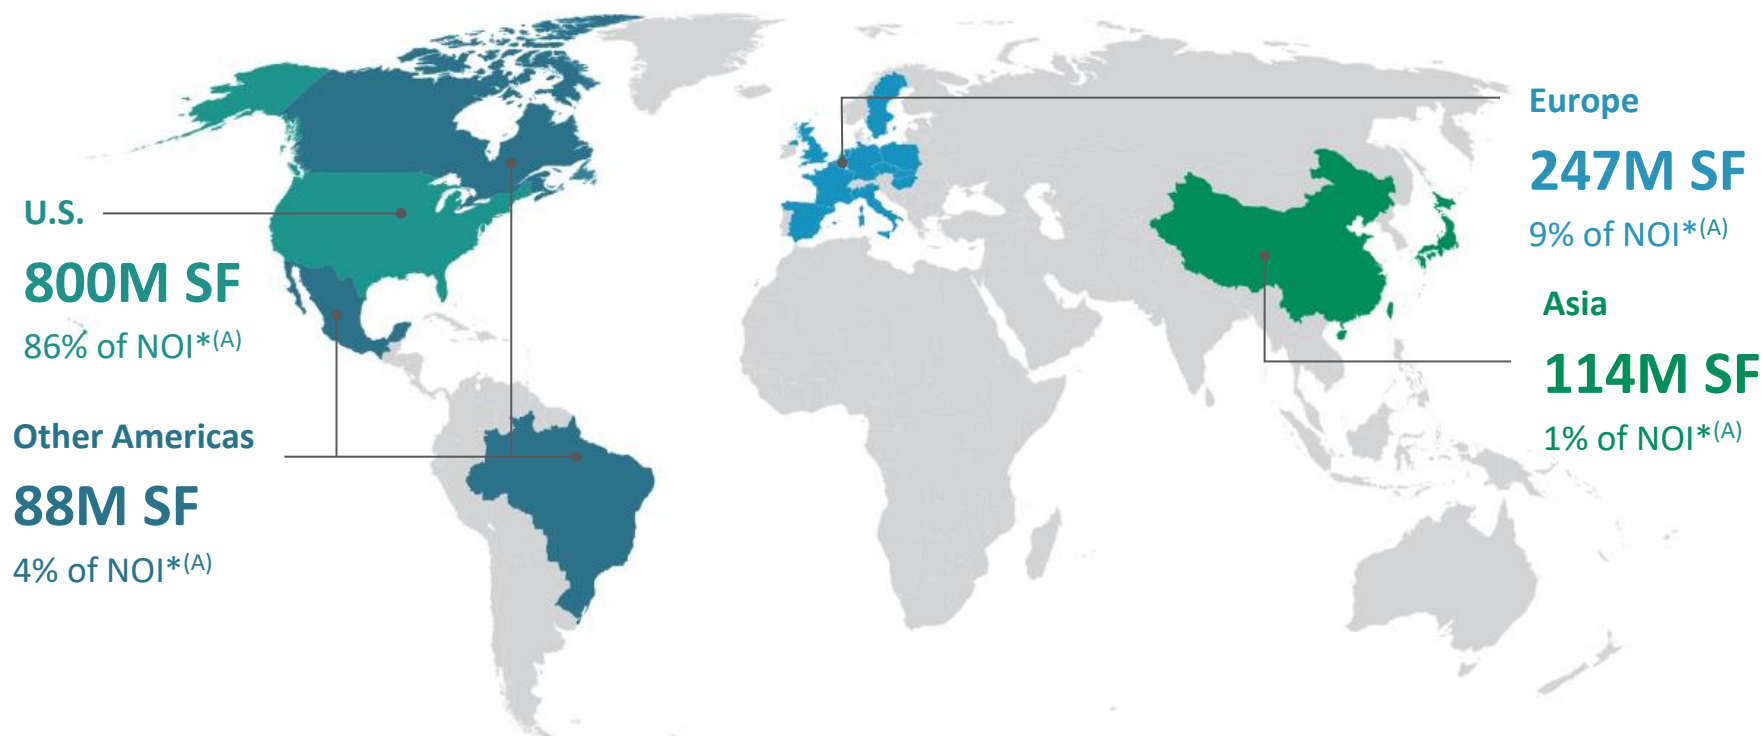 U.S.
800M SF
86% of NOI*(A)
Other Americas
88M SF
4% of NOI*(A)
Europe
247M SF
9% of NOI*(A)
Asia
114M SF
1% of NOI*(A)